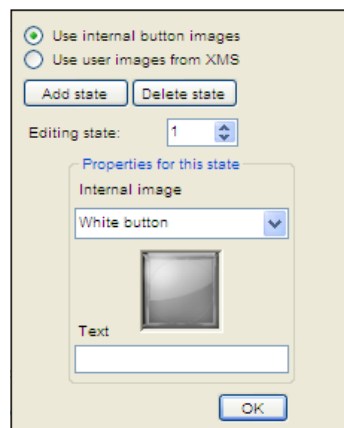 Use internal button images
Use user images from XMS
Add state Delete state
Editing state: 1
Properties for this state
Internal image
White button
Text
OK